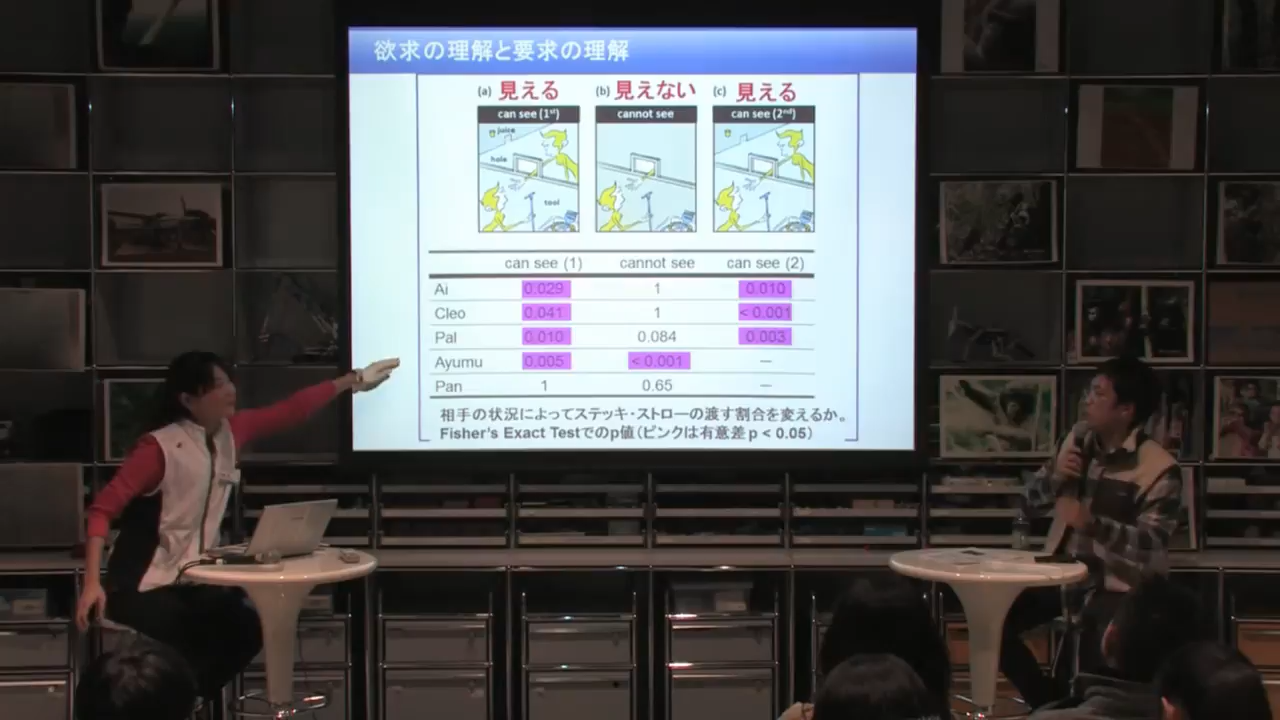 欲求の理解と要求の理解
(a) 見える (b) 見えない (c) 見える
can see (1st) cannot see can see (2nd)
juice
hole
tool
can see (1) cannot see can see (2)
Ai 0.029 1 0.010
Cleo 0.041 1 < 0.001
Pal 0.010 0.084 0.003
Ayumu 0.005 < 0.001 —
Pan 1 0.65 —
相手の状況によってステッキ・ストローの渡す割合を変えるか。
Fisher's Exact Testでのp値(ピンクは有意差 p < 0.05)